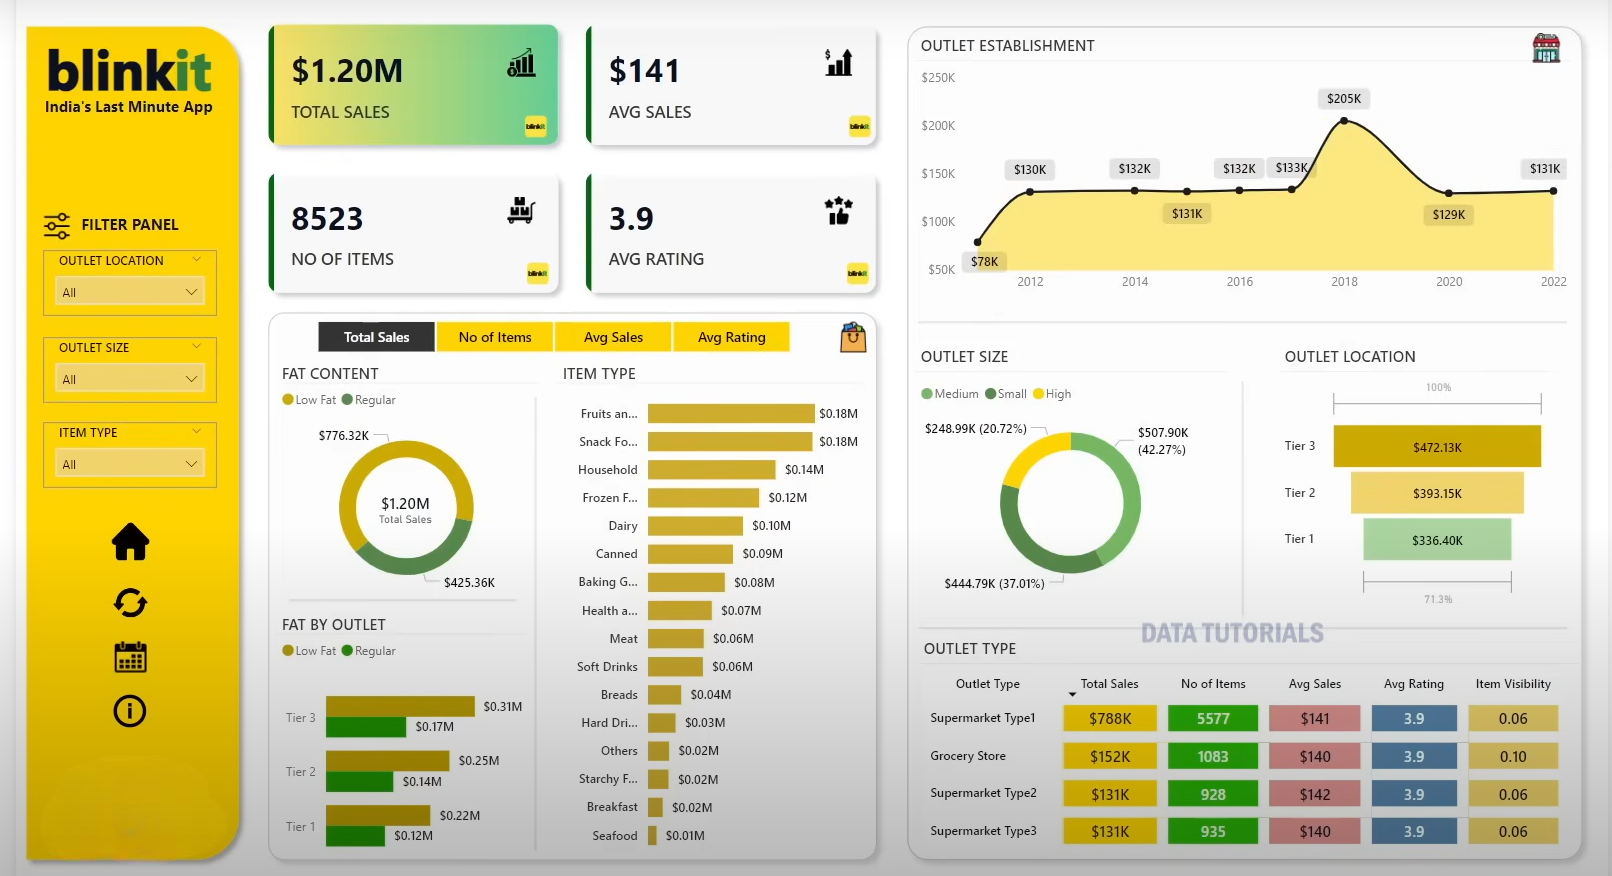 blinkit
India's Last Minute App
FILTER PANEL
OUTLET LOCATION
All
OUTLET SIZE
All
ITEM TYPE
All
$1.20M
TOTAL SALES
blinkit
$141
AVG SALES
blinkit
8523
NO OF ITEMS
blinkit
3.9
AVG RATING
blinkit
Total Sales No of Items Avg Sales Avg Rating
FAT CONTENT
Low Fat Regular
$776.32K
$1.20M
Total Sales
$425.36K
FAT BY OUTLET
Low Fat Regular
Tier 3 $0.31M
$0.17M
Tier 2 $0.25M
$0.14M
Tier 1 $0.22M
$0.12M
ITEM TYPE
Fruits an... $0.18M
Snack Fo... $0.18M
Household $0.14M
Frozen F... $0.12M
Dairy $0.10M
Canned $0.09M
Baking G... $0.08M
Health a... $0.07M
Meat $0.06M
Soft Drinks $0.06M
Breads $0.04M
Hard Dri... $0.03M
Others $0.02M
Starchy F... $0.02M
Breakfast $0.02M
Seafood $0.01M
OUTLET ESTABLISHMENT
$250K
$200K
$150K
$100K
$50K
$78K
$130K
$132K
$131K
$132K
$133K
$205K
$129K
$131K
2012 2014 2016 2018 2020 2022
OUTLET SIZE
Medium Small High
$248.99K (20.72%)
$507.90K
(42.27%)
$444.79K (37.01%)
OUTLET LOCATION
100%
Tier 3 $472.13K
Tier 2 $393.15K
Tier 1 $336.40K
71.3%
DATA TUTORIALS
OUTLET TYPE
Outlet Type Total Sales No of Items Avg Sales Avg Rating Item Visibility
Supermarket Type1 $788K 5577 $141 3.9 0.06
Grocery Store $152K 1083 $140 3.9 0.10
Supermarket Type2 $131K 928 $142 3.9 0.06
Supermarket Type3 $131K 935 $140 3.9 0.06